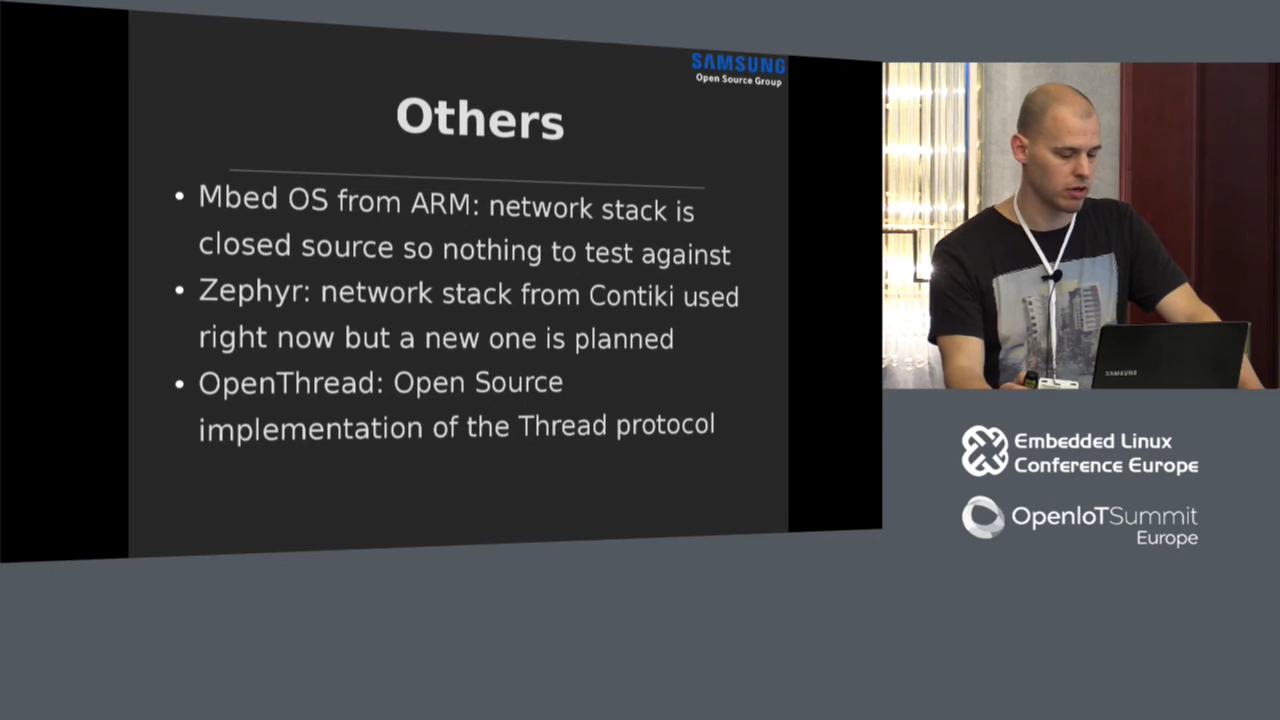 SAMSUNG
Open Source Group
Others
• Mbed OS from ARM: network stack is
closed source so nothing to test against
• Zephyr: network stack from Contiki used
right now but a new one is planned
• OpenThread: Open Source
implementation of the Thread protocol
SAMSUNG
Embedded Linux
Conference Europe
OpenIoTSummit
Europe